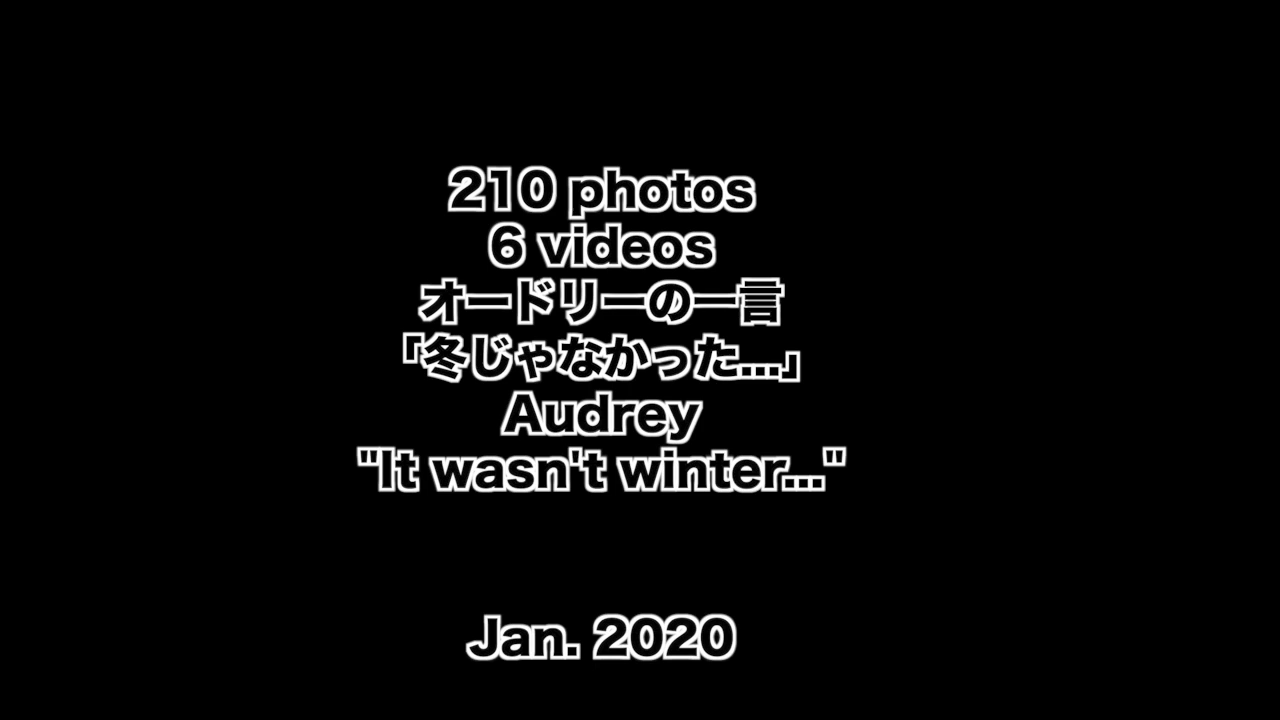 210 photos
6 videos
オードリーの一言
「冬じゃなかった...」
Audrey
"It wasn't winter..."
Jan. 2020